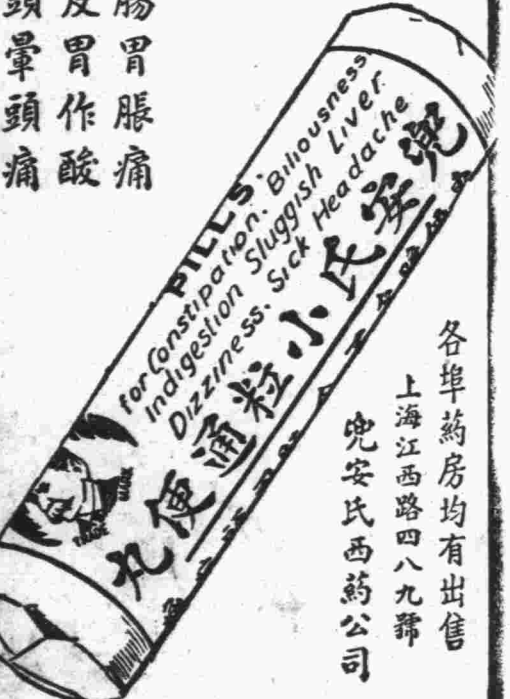 腸胃脹痛
胃作酸
頭暈頭痛
PILLS.
for Constipation. Biliousness
Indigestion Sluggish Liver
Dizziness. Sick Headache
兜安氏小粒通便丸
各埠藥房均有出售
上海江西路四八九號
兜安氏西藥公司